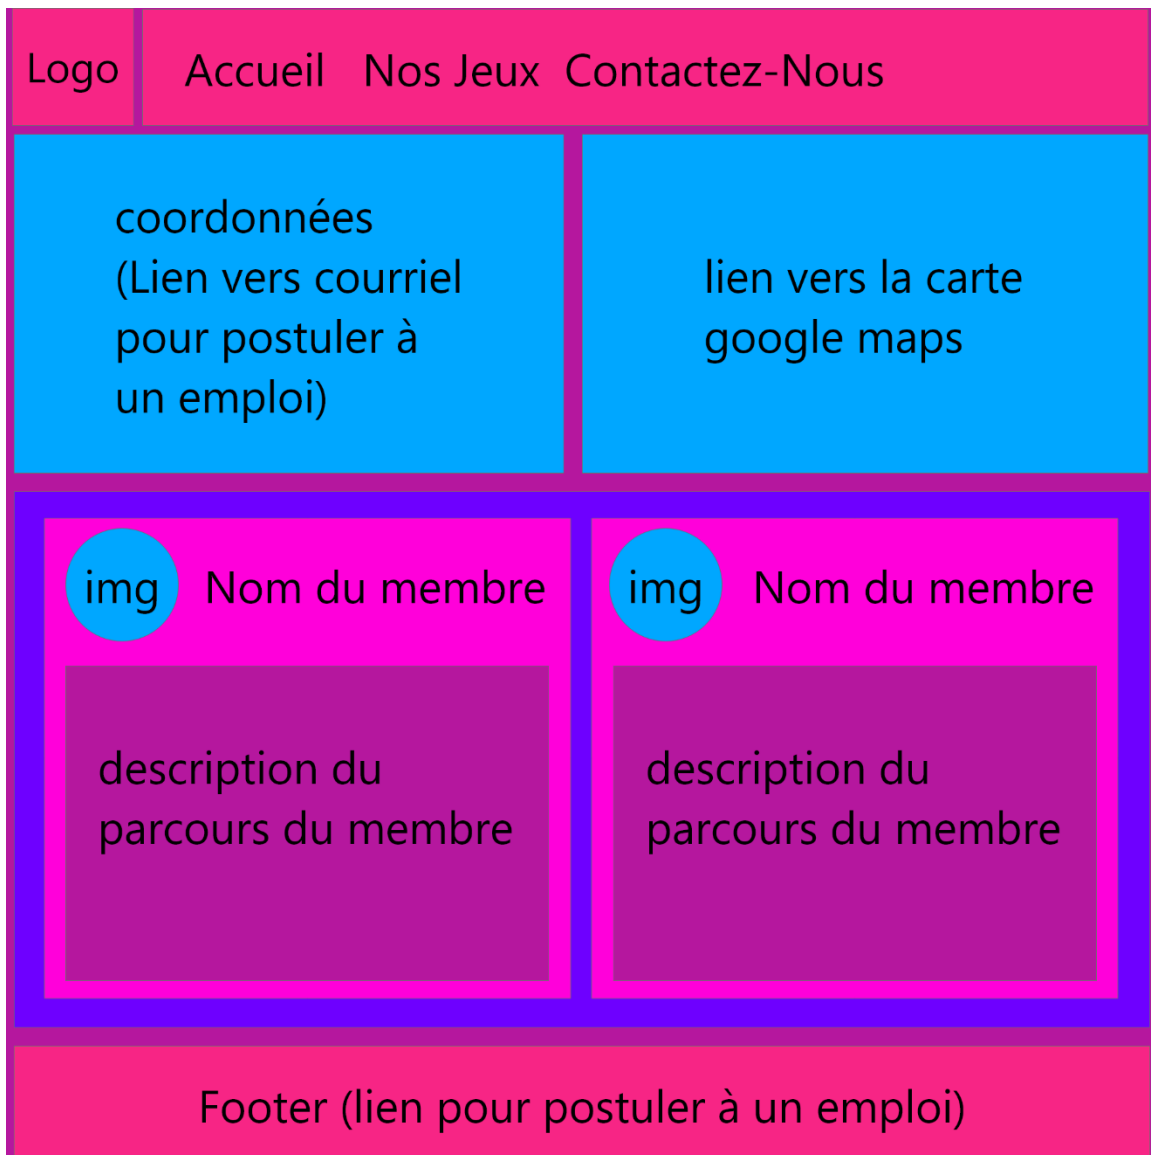 Logo
Accueil Nos Jeux Contactez-Nous
coordonnées
(Lien vers courriel
pour postuler à
un emploi)
lien vers la carte
google maps
img Nom du membre
description du
parcours du membre
img Nom du membre
description du
parcours du membre
Footer (lien pour postuler à un emploi)